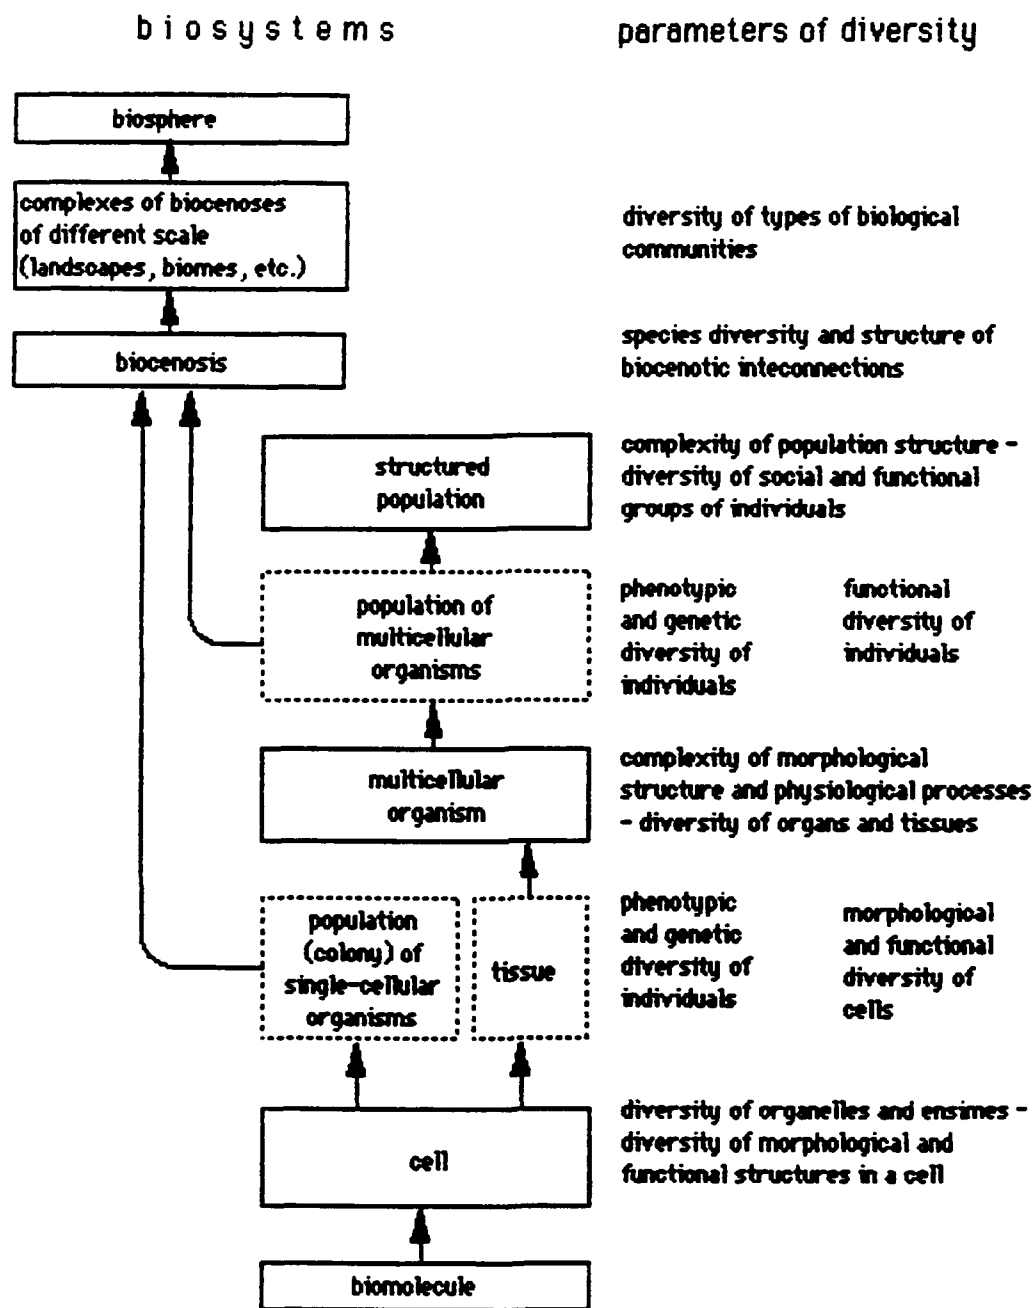 biosystems
parameters of diversity
biosphere
complexes of biocenoses
of different scale
(landscapes, biomes, etc.)
diversity of types of biological
communities
biocenosis
species diversity and structure of
biocenotic inteconnections
structured
population
complexity of population structure -
diversity of social and functional
groups of individuals
population of
multicellular
organisms
phenotypic
and genetic
diversity of
individuals
functional
diversity of
individuals
multicellular
organism
complexity of morphological
structure and physiological processes
- diversity of organs and tissues
population
(colony) of
single-cellular
organisms
tissue
phenotypic
and genetic
diversity of
individuals
morphological
and functional
diversity of
cells
cell
diversity of organelles and ensimes -
diversity of morphological and
functional structures in a cell
biomolecule